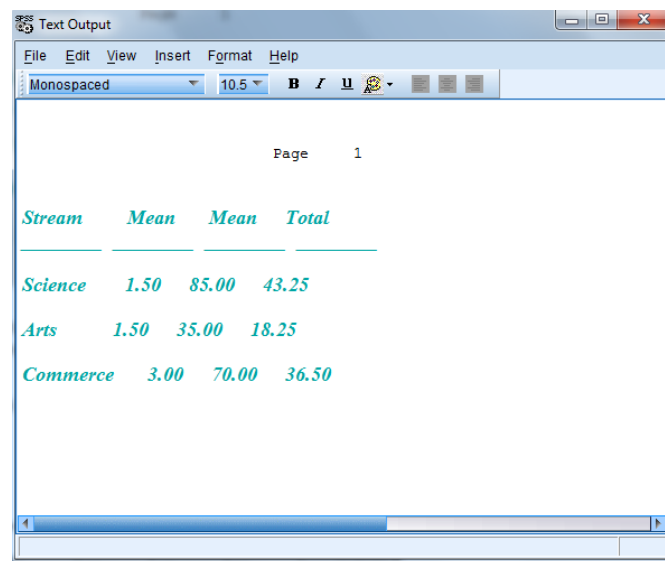 SPSS Text Output
File Edit View Insert Format Help
Monospaced 10.5 B I U A
Page 1
Stream Mean Mean Total
Science 1.50 85.00 43.25
Arts 1.50 35.00 18.25
Commerce 3.00 70.00 36.50